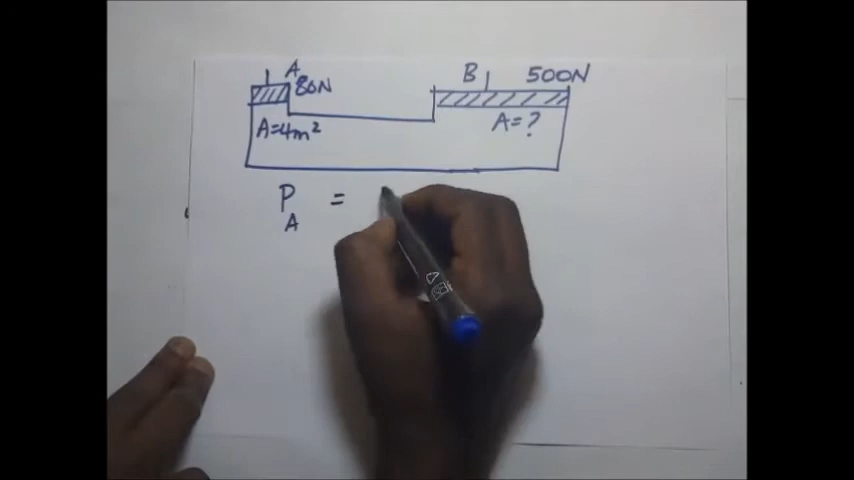 A
80N
B
500N
A=4m²
A=?
P =
A